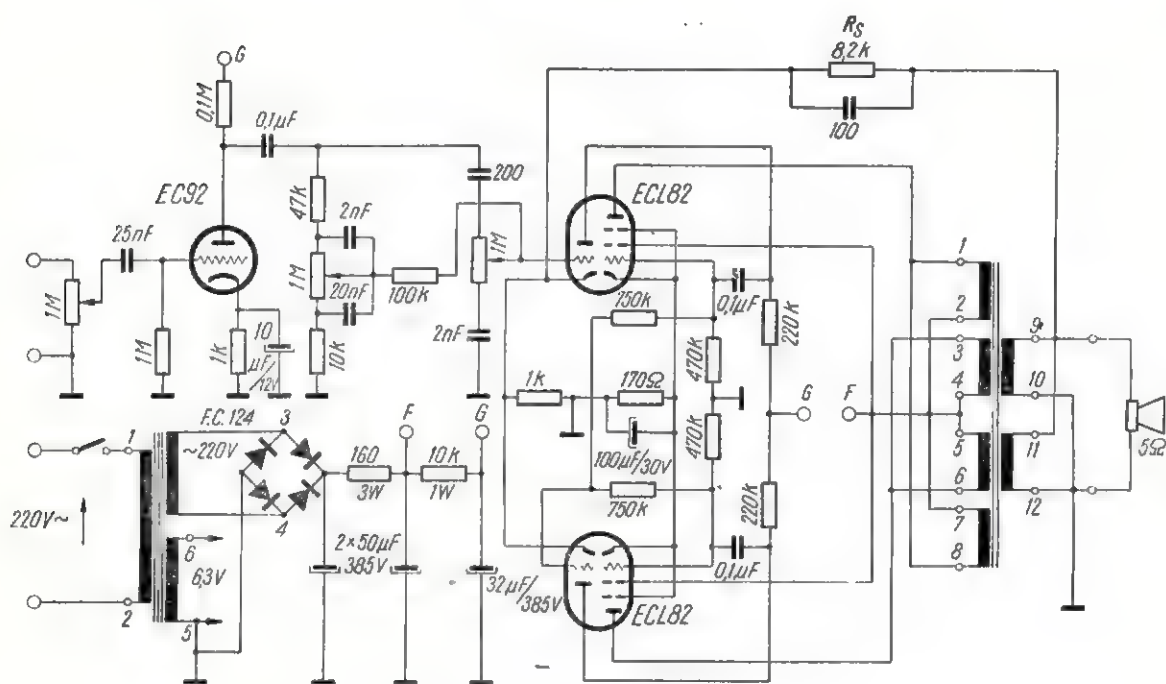 G
0,1M
0,1µF
EC92
25nF
1M
1M
1k
10
µF/12V
47k
2nF
1M
20nF
10k
100k
200
1M
2nF
RS
8,2k
100
ECL82
750k
0,1µF
220k
470k
1k
170Ω
100µF/30V
470k
750k
220k
0,1µF
ECL82
G
F
1
2
3
4
5
6
7
8
9
10
11
12
5Ω
F.C.124
1
2
220V~
~220V
3
4
6
6,3V
5
160
3W
F
10k
1W
G
2×50µF
385V
32µF/
385V